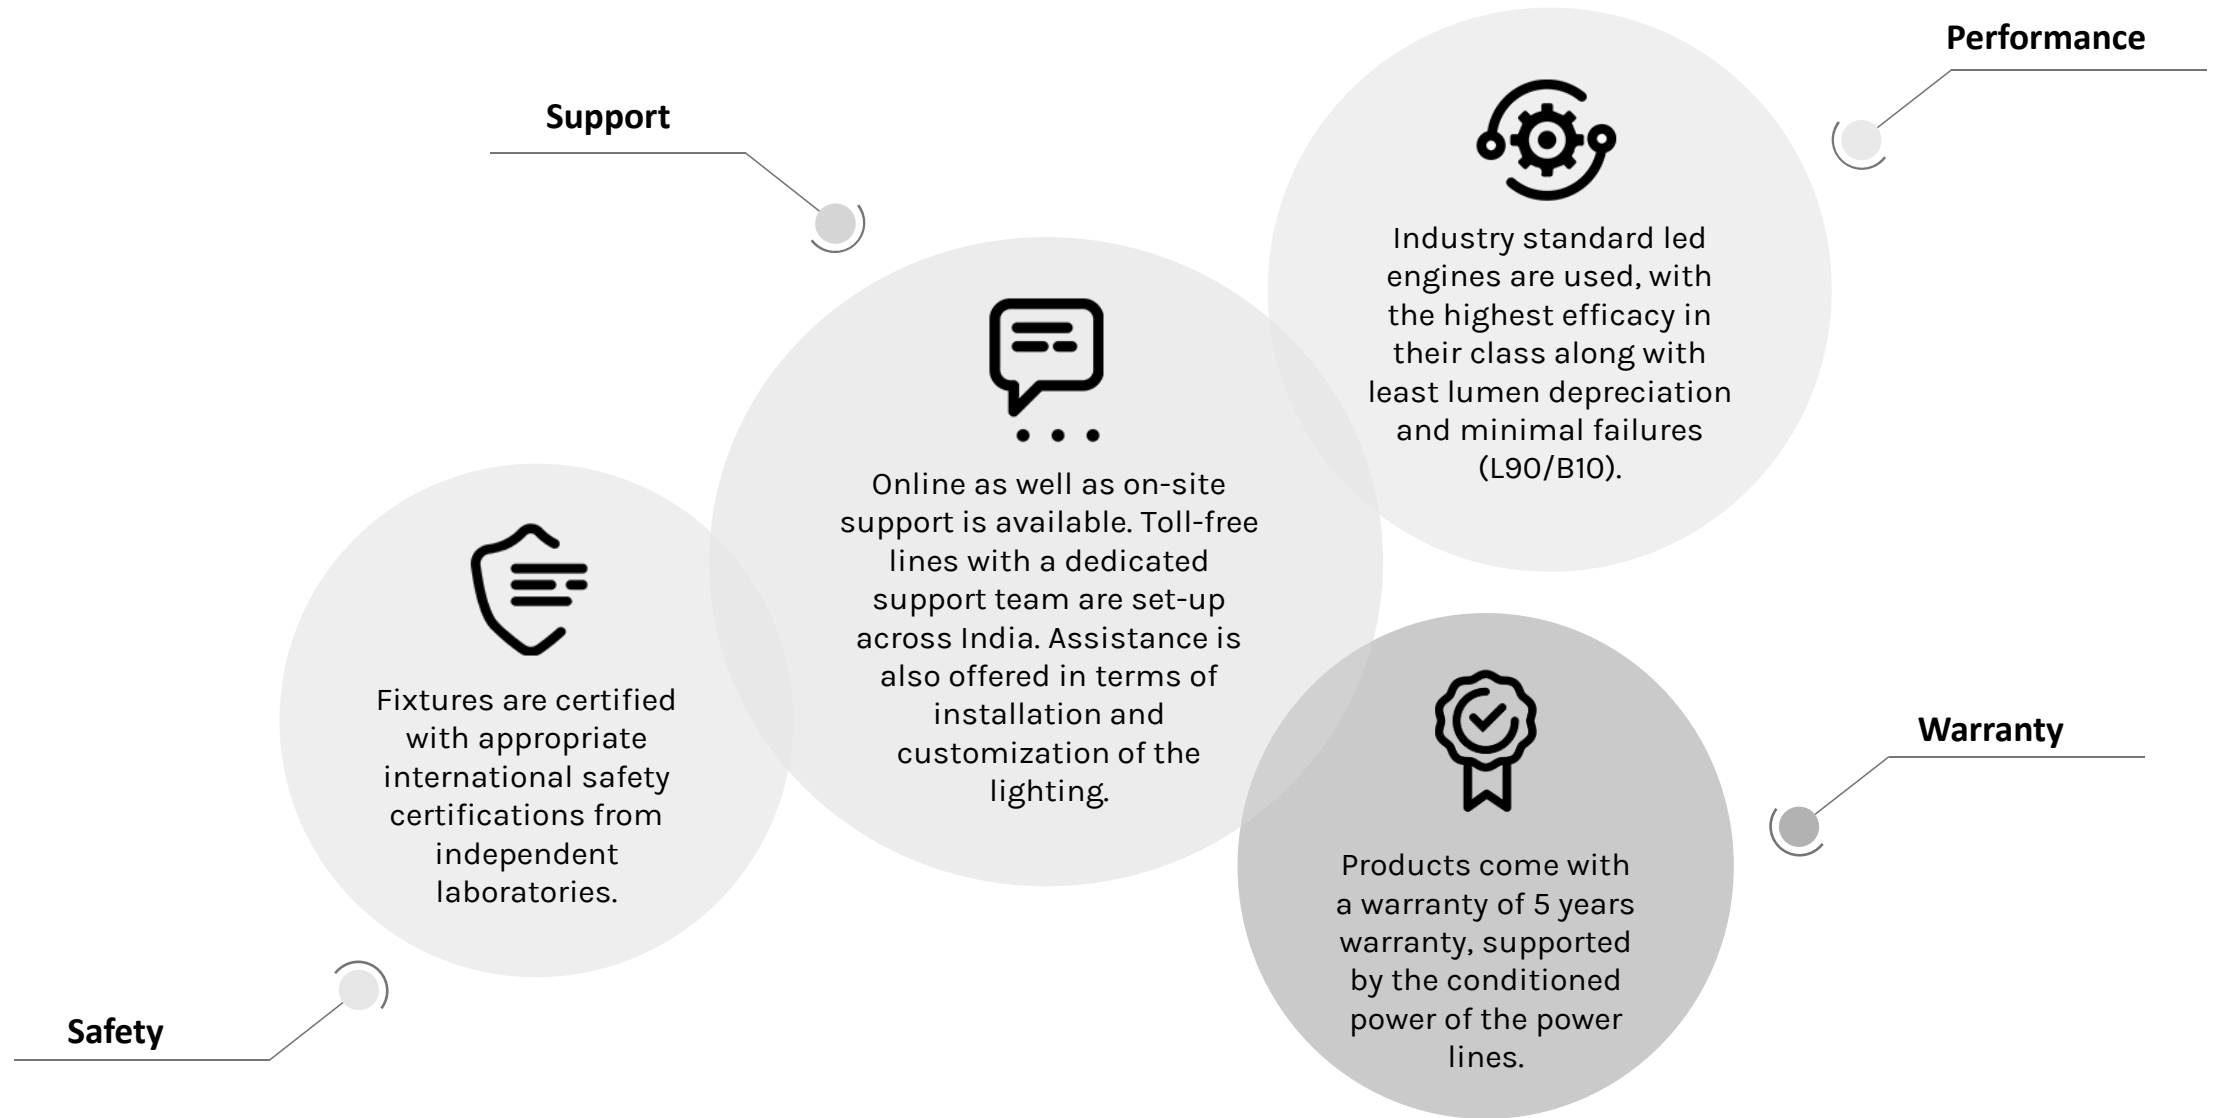 Performance
Industry standard led
engines are used, with
the highest efficacy in
their class along with
least lumen depreciation
and minimal failures
(L90/B10).
Support
Online as well as on-site
support is available. Toll-free
lines with a dedicated
support team are set-up
across India. Assistance is
also offered in terms of
installation and
customization of the
lighting.
Safety
Fixtures are certified
with appropriate
international safety
certifications from
independent
laboratories.
Warranty
Products come with
a warranty of 5 years
warranty, supported
by the conditioned
power of the power
lines.